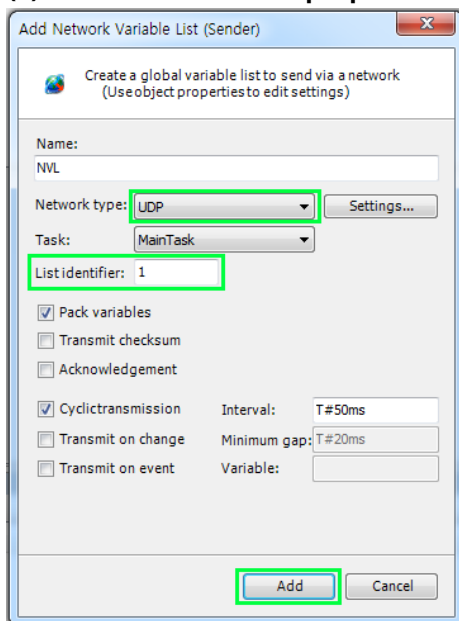 Add Network Variable List (Sender)
Create a global variable list to send via a network
(Use object properties to edit settings)
Name:
NVL
Network type: UDP Settings...
Task: MainTask
List identifier: 1
Pack variables
Transmit checksum
Acknowledgement
Cyclic transmission Interval: T#50ms
Transmit on change Minimum gap: T#20ms
Transmit on event Variable:
Add Cancel